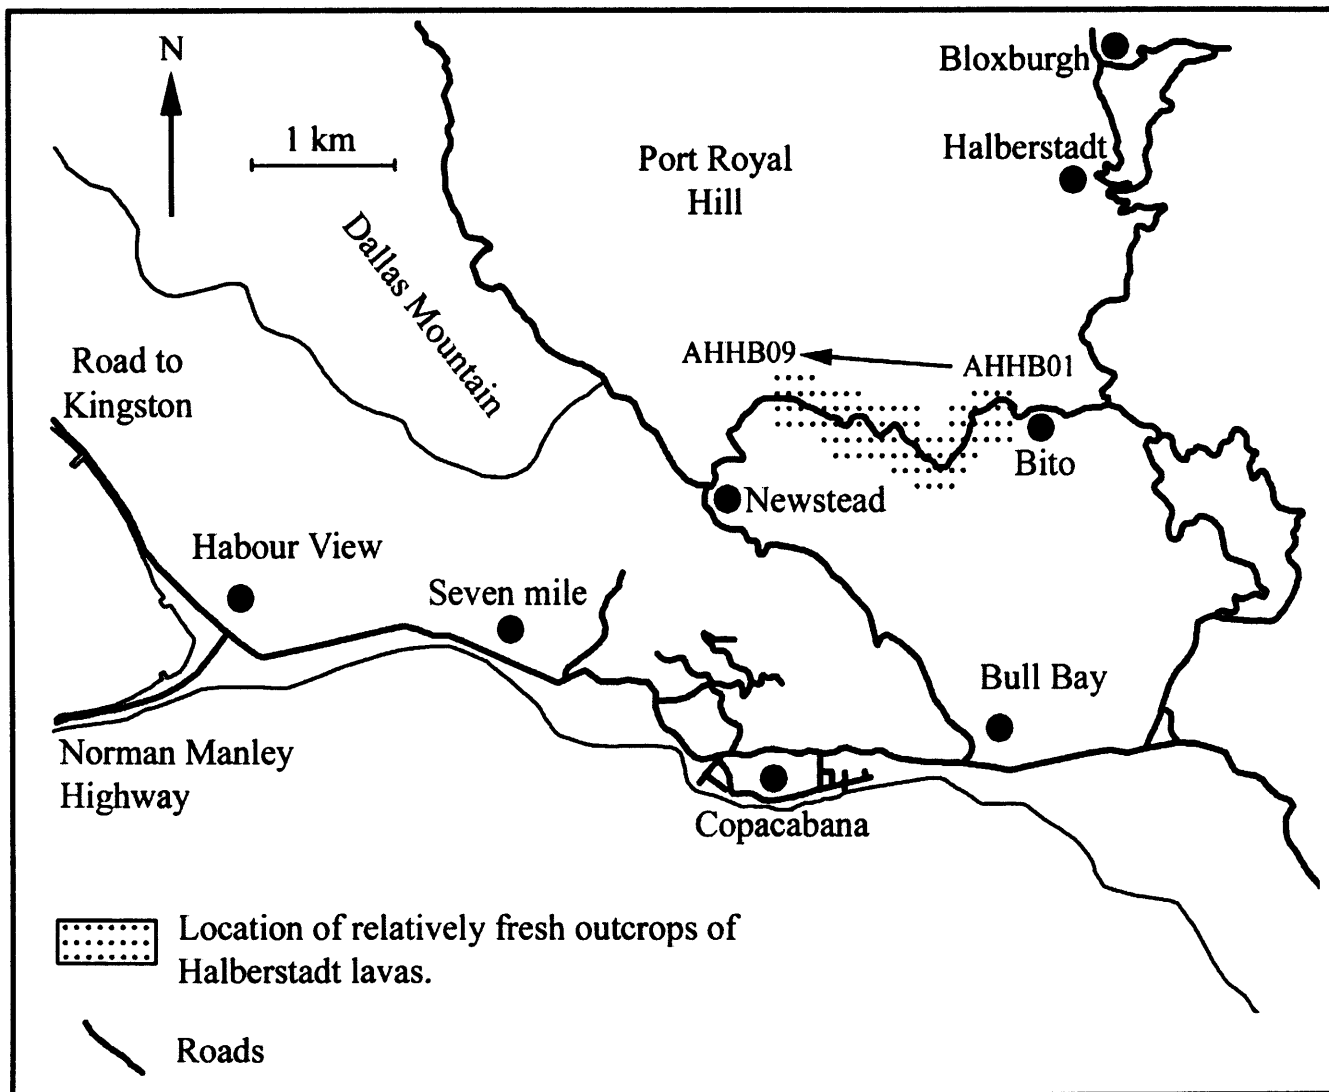 N
1 km
Bloxburgh
Halberstadt
Port Royal
Hill
Dallas Mountain
Road to
Kingston
AHHB09
AHHB01
Bito
Newstead
Habour View
Seven mile
Bull Bay
Norman Manley
Highway
Copacabana
Location of relatively fresh outcrops of
Halberstadt lavas.
Roads